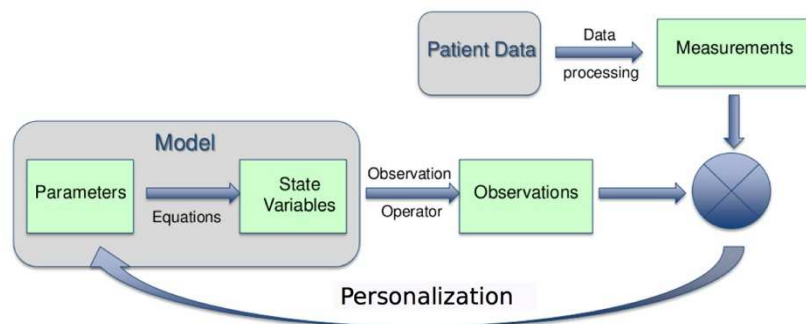 Patient Data
Data
processing
Measurements
Model
Parameters
Equations
State
Variables
Observation
Operator
Observations
Personalization